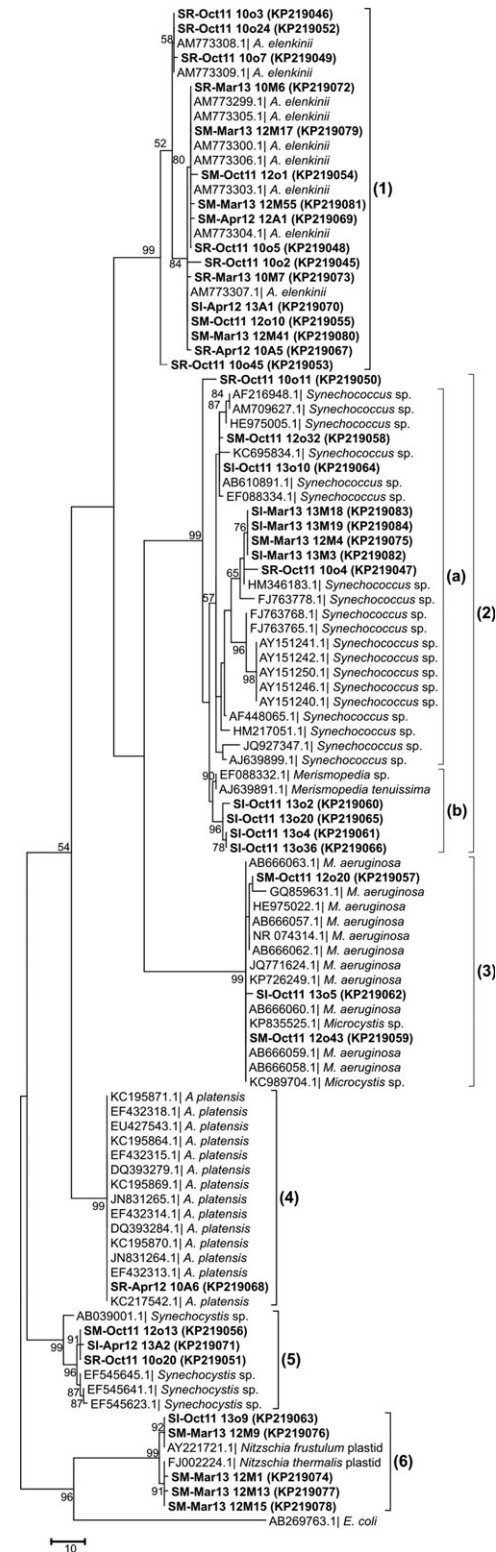 SR-Oct11 10o3 (KP219046)
SR-Oct11 10o24 (KP219052)
58
AM773308.1| A. elenkinii
SR-Oct11 10o7 (KP219049)
AM773309.1| A. elenkinii
SR-Mar13 10M6 (KP219072)
AM773299.1| A. elenkinii
AM773305.1| A. elenkinii
SM-Mar13 12M17 (KP219079)
AM773300.1| A. elenkinii
52
80
AM773306.1| A. elenkinii
SM-Oct11 12o1 (KP219054)
(1)
AM773303.1| A. elenkinii
SM-Mar13 12M55 (KP219081)
SM-Apr12 12A1 (KP219069)
AM773304.1| A. elenkinii
SR-Oct11 10o5 (KP219048)
99
84
SR-Oct11 10o2 (KP219045)
SR-Mar13 10M7 (KP219073)
AM773307.1| A. elenkinii
SI-Apr12 13A1 (KP219070)
SM-Oct11 12o10 (KP219055)
SM-Mar13 12M41 (KP219080)
SR-Apr12 10A5 (KP219067)
SR-Oct11 10o45 (KP219053)
SR-Oct11 10o11 (KP219050)
84
AF216948.1| Synechococcus sp.
87
AM709627.1| Synechococcus sp.
HE975005.1| Synechococcus sp.
SM-Oct11 12o32 (KP219058)
KC695834.1| Synechococcus sp.
SI-Oct11 13o10 (KP219064)
AB610891.1| Synechococcus sp.
EF088334.1| Synechococcus sp.
SI-Mar13 13M18 (KP219083)
76
SI-Mar13 13M19 (KP219084)
99
SM-Mar13 12M4 (KP219075)
SI-Mar13 13M3 (KP219082)
(a)
65
SR-Oct11 10o4 (KP219047)
HM346183.1| Synechococcus sp.
57
FJ763778.1| Synechococcus sp.
FJ763768.1| Synechococcus sp.
(2)
FJ763765.1| Synechococcus sp.
96
AY151241.1| Synechococcus sp.
AY151242.1| Synechococcus sp.
98
AY151250.1| Synechococcus sp.
AY151246.1| Synechococcus sp.
AY151240.1| Synechococcus sp.
AF448065.1| Synechococcus sp.
HM217051.1| Synechococcus sp.
JQ927347.1| Synechococcus sp.
AJ639899.1| Synechococcus sp.
90
EF088332.1| Merismopedia sp.
AJ639891.1| Merismopedia tenuissima
SI-Oct11 13o2 (KP219060)
(b)
96
SI-Oct11 13o20 (KP219065)
SI-Oct11 13o4 (KP219061)
78
SI-Oct11 13o36 (KP219066)
54
AB666063.1| M. aeruginosa
SM-Oct11 12o20 (KP219057)
GQ859631.1| M. aeruginosa
HE975022.1| M. aeruginosa
AB666057.1| M. aeruginosa
NR 074314.1| M. aeruginosa
AB666062.1| M. aeruginosa
JQ771624.1| M. aeruginosa
(3)
99
KP726249.1| M. aeruginosa
SI-Oct11 13o5 (KP219062)
AB666060.1| M. aeruginosa
KP835525.1| Microcystis sp.
SM-Oct11 12o43 (KP219059)
AB666059.1| M. aeruginosa
AB666058.1| M. aeruginosa
KC989704.1| Microcystis sp.
KC195871.1| A platensis
EF432318.1| A. platensis
EU427543.1| A. platensis
KC195864.1| A. platensis
EF432315.1| A. platensis
DQ393279.1| A. platensis
KC195869.1| A. platensis
99
JN831265.1| A. platensis
(4)
EF432314.1| A. platensis
DQ393284.1| A. platensis
KC195870.1| A. platensis
JN831264.1| A. platensis
EF432313.1| A. platensis
SR-Apr12 10A6 (KP219068)
KC217542.1| A. platensis
AB039001.1| Synechocystis sp.
91
SM-Oct11 12o13 (KP219056)
99
SI-Apr12 13A2 (KP219071)
(5)
SR-Oct11 10o20 (KP219051)
96
EF545645.1| Synechocystis sp.
87
EF545641.1| Synechocystis sp.
87
EF545623.1| Synechocystis sp.
SI-Oct11 13o9 (KP219063)
92
SM-Mar13 12M9 (KP219076)
AY221721.1| Nitzschia frustulum plastid
99
FJ002224.1| Nitzschia thermalis plastid
(6)
SM-Mar13 12M1 (KP219074)
91
SM-Mar13 12M13 (KP219077)
96
SM-Mar13 12M15 (KP219078)
AB269763.1| E. coli
10